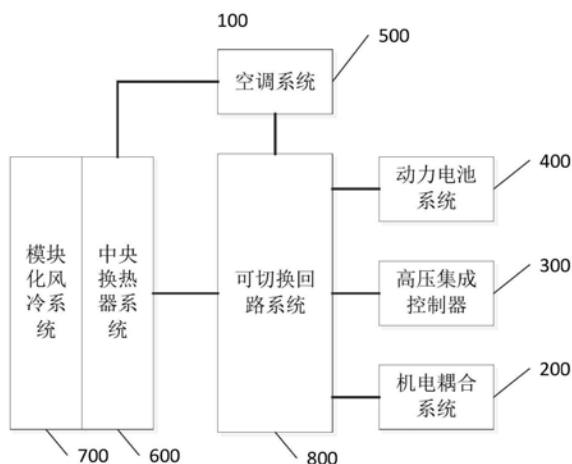 100
500
空调系统
400
动力电池
系统
模块
化风
冷系
统
中央
换热
器系
统
可切换回
路系统
300
高压集成
控制器
200
机电耦合
系统
700
600
800